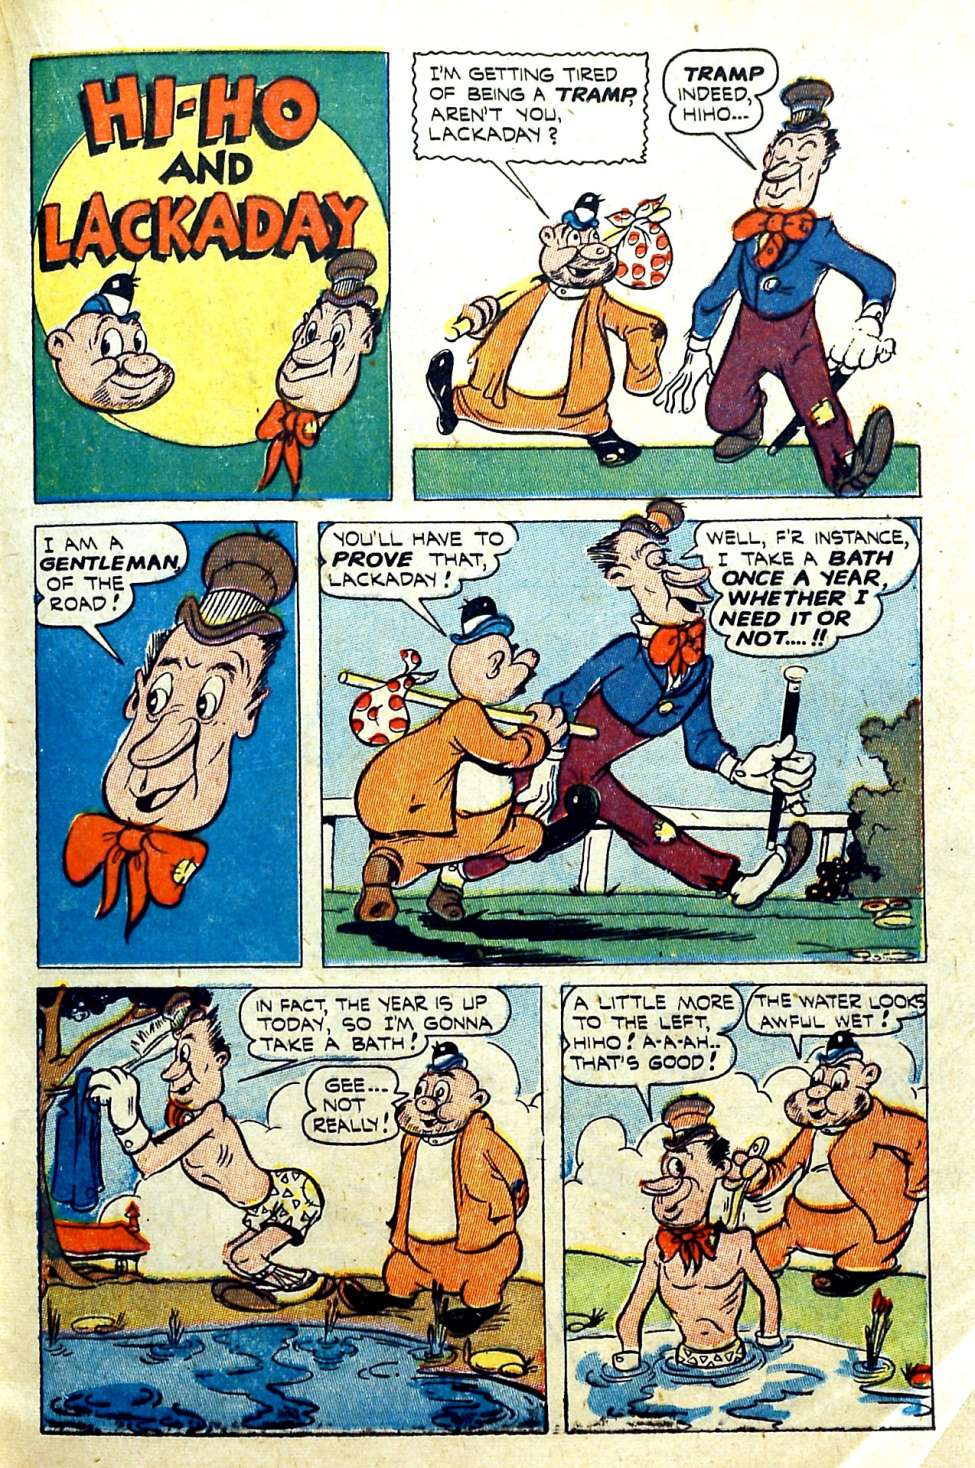 HI-HO
AND
LACKADAY
I'M GETTING TIRED
OF BEING A TRAMP,
AREN'T YOU,
LACKADAY?
TRAMP
INDEED,
HIHO...
I AM A
GENTLEMAN
OF THE
ROAD!
YOU'LL HAVE TO
PROVE THAT,
LACKADAY!
WELL, F'R INSTANCE,
I TAKE A BATH
ONCE A YEAR,
WHETHER I
NEED IT OR
NOT....!!
IN FACT, THE YEAR IS UP
TODAY, SO I'M GONNA
TAKE A BATH!
GEE...
NOT
REALLY!
A LITTLE MORE
TO THE LEFT,
HIHO! A-A-AH..
THAT'S GOOD!
THE WATER LOOKS
AWFUL WET!